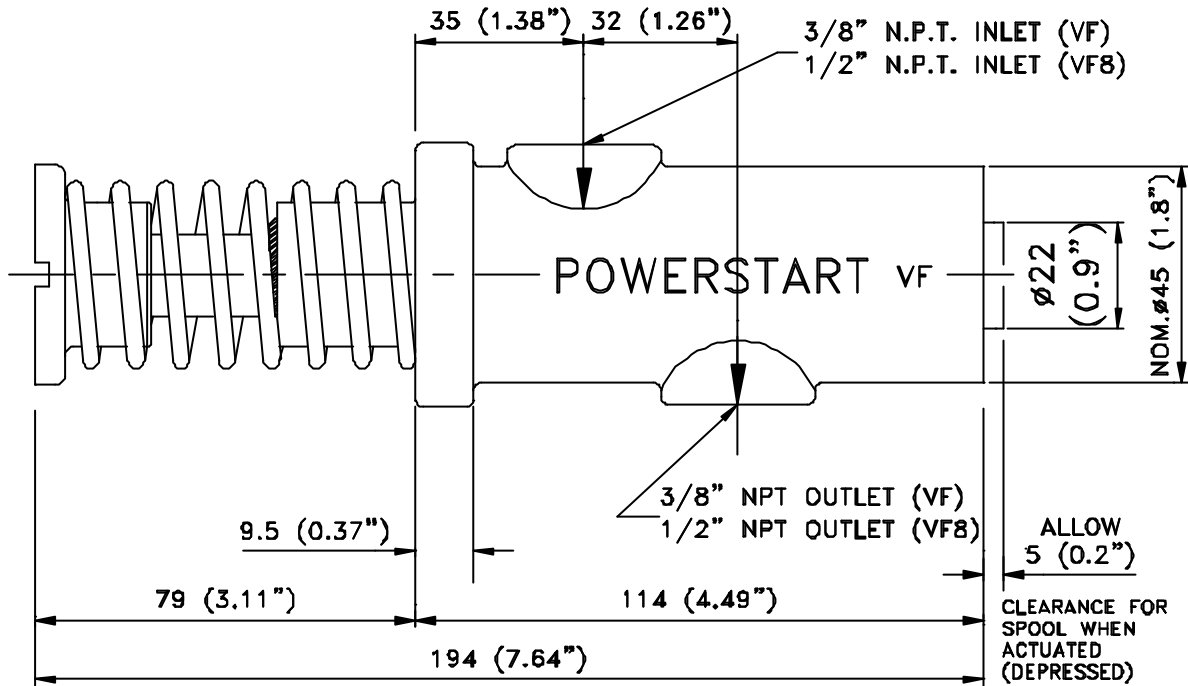 35 (1.38”)
32 (1.26”)
3/8” N.P.T. INLET (VF)
1/2” N.P.T. INLET (VF8)
POWERSTART VF
ø22
(0.9”)
NOM.ø45 (1.8”)
3/8” NPT OUTLET (VF)
1/2” NPT OUTLET (VF8)
9.5 (0.37”)
ALLOW
5 (0.2”)
79 (3.11”)
114 (4.49”)
CLEARANCE FOR
SPOOL WHEN
ACTUATED
(DEPRESSED)
194 (7.64”)